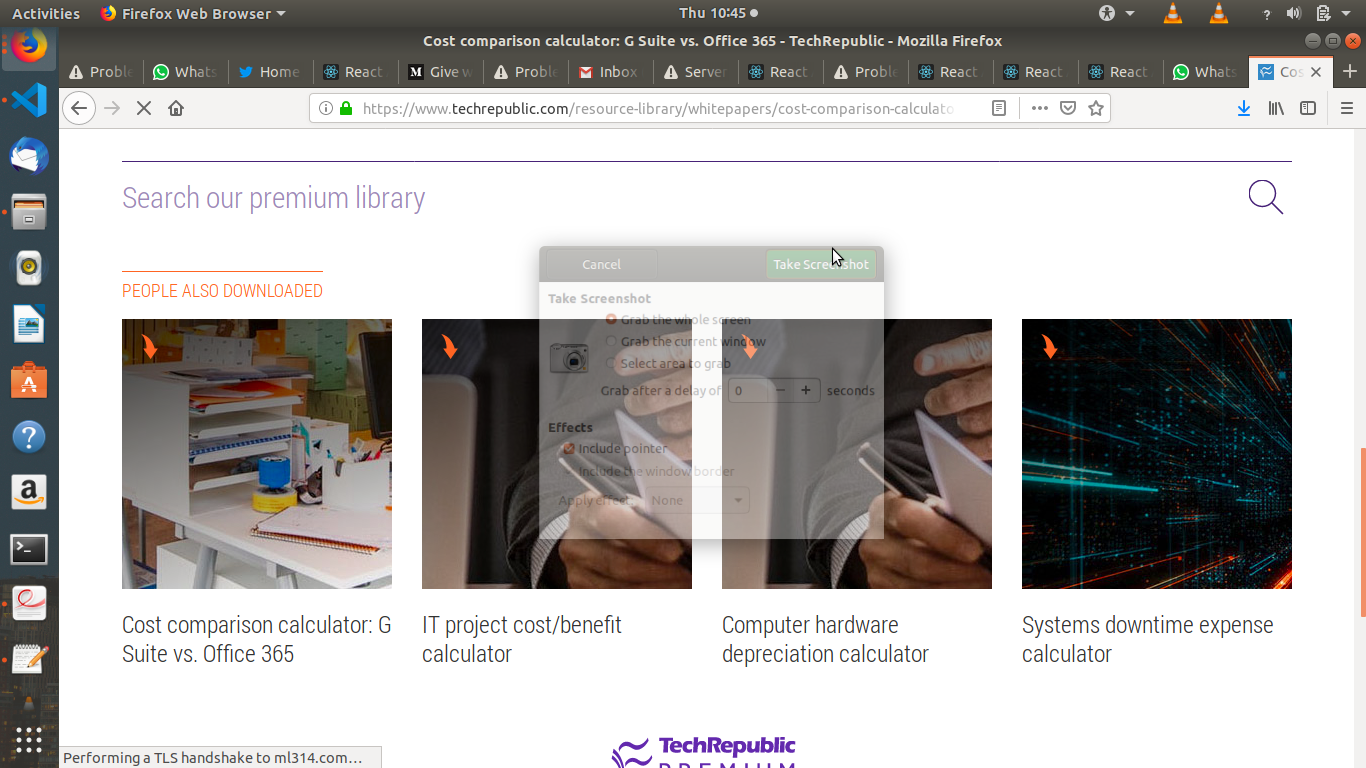 Activities
Firefox Web Browser
Thu 10:45
?
Cost comparison calculator: G Suite vs. Office 365 - TechRepublic - Mozilla Firefox
Proble
Whats
Home
React
Give w
Proble
Inbox
Server
React
Proble
React
React
React
Whats
Cos
https://www.techrepublic.com/resource-library/whitepapers/cost-comparison-calculato
Search our premium library
Cancel
Take Screenshot
PEOPLE ALSO DOWNLOADED
Take Screenshot
Grab the whole screen
Grab the current window
Select area to grab
Grab after a delay of 0 - + seconds
Effects
Include pointer
Include the window border
Apply effect: None
Cost comparison calculator: G
Suite vs. Office 365
IT project cost/benefit
calculator
Computer hardware
depreciation calculator
Systems downtime expense
calculator
TechRepublic
PREMIUM
Performing a TLS handshake to ml314.com…